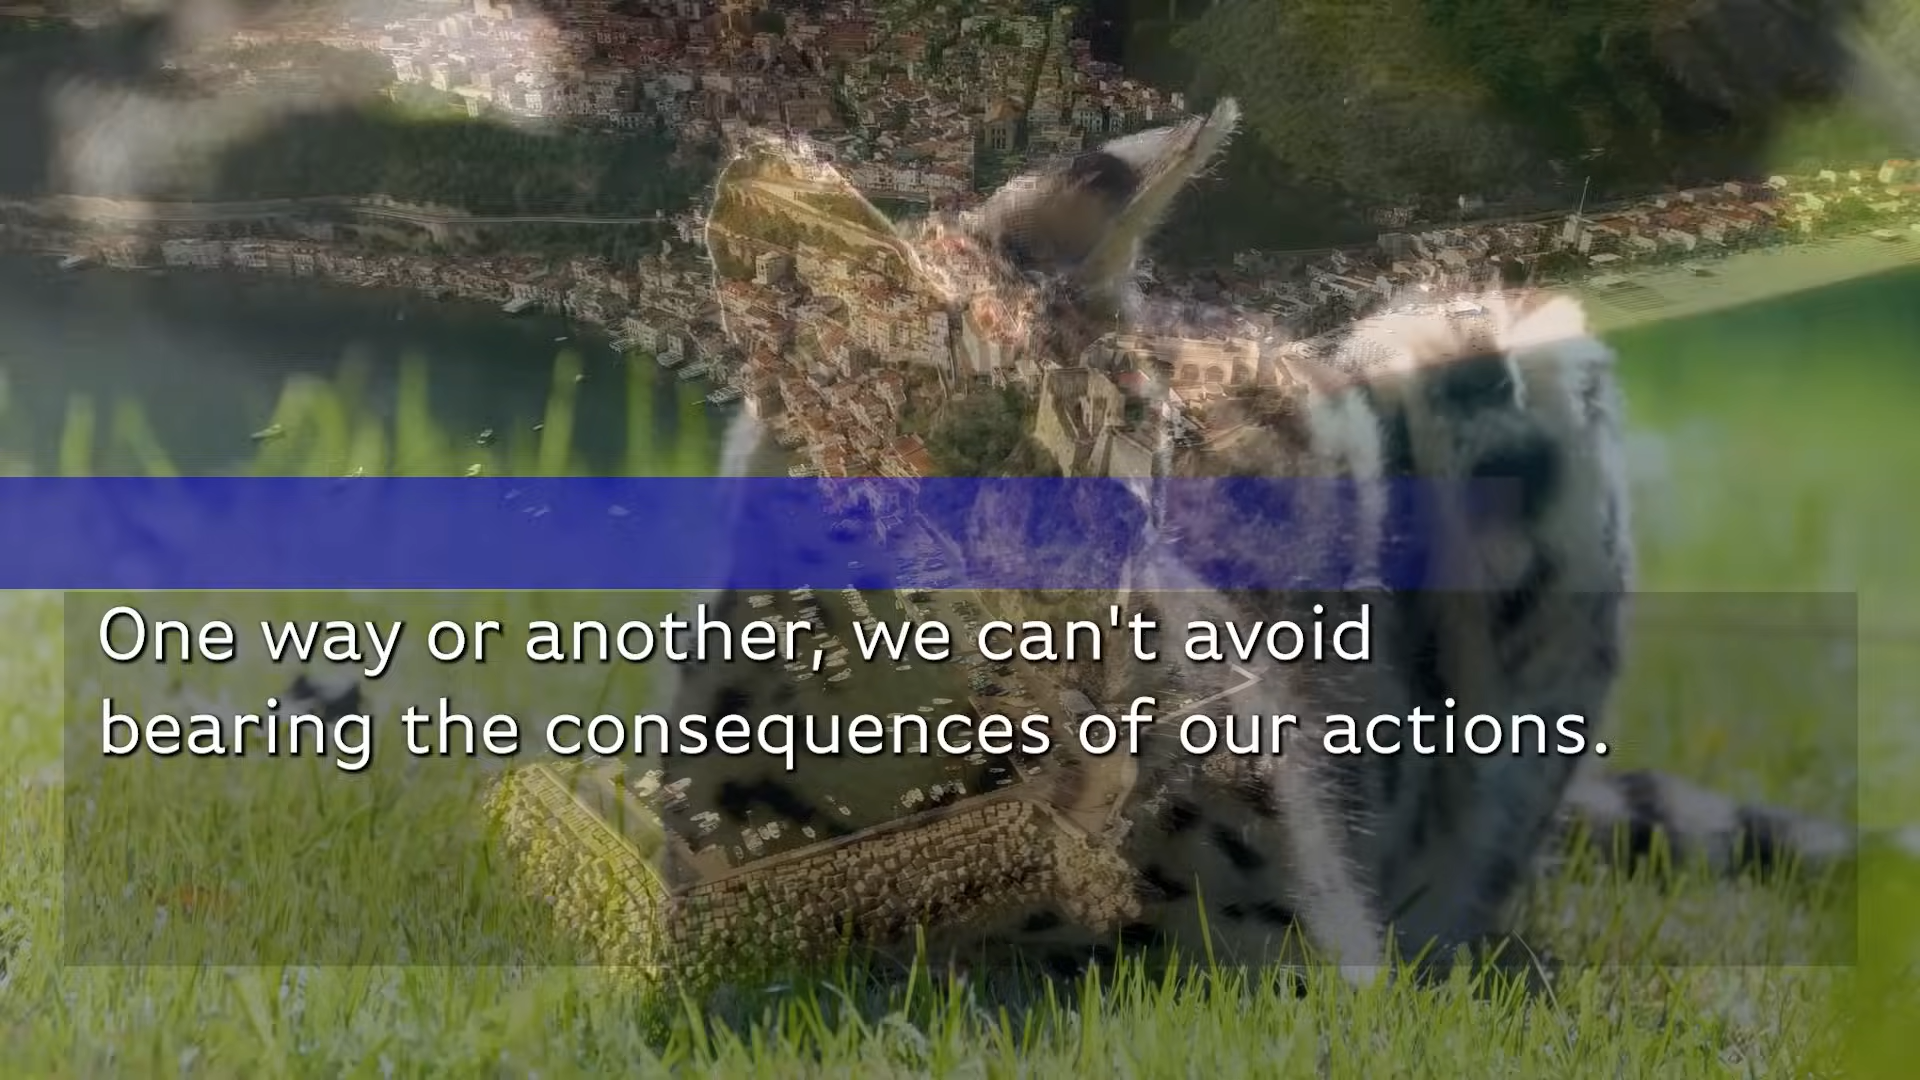 One way or another, we can't avoid
bearing the consequences of our actions.